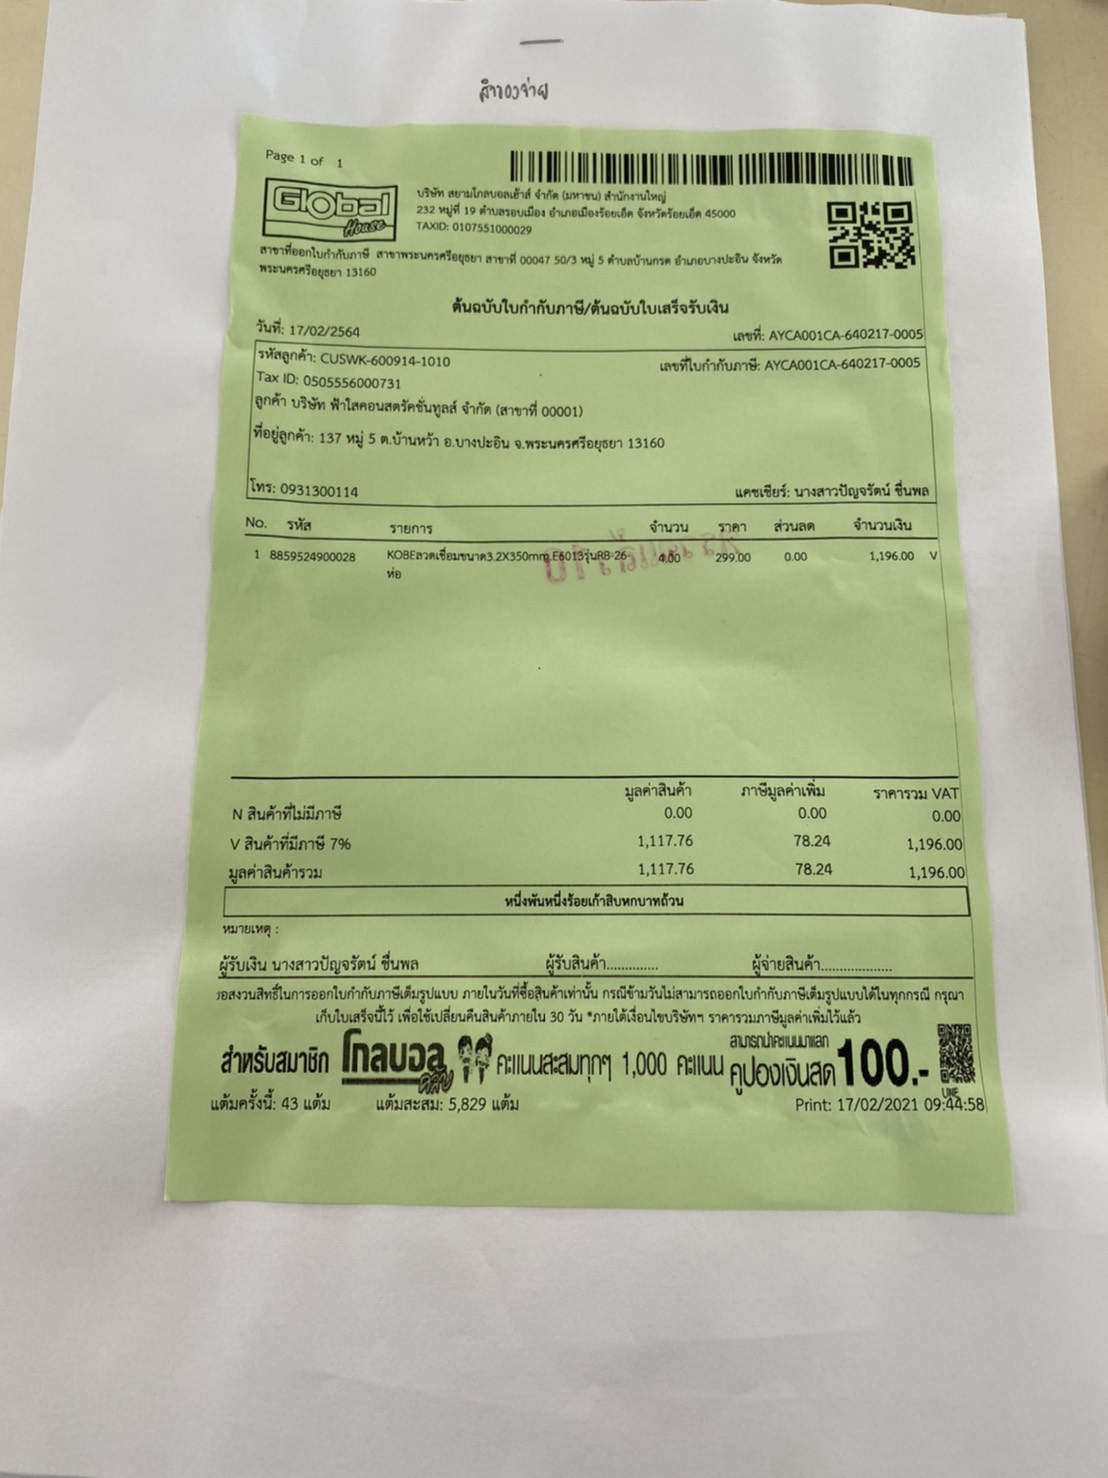 สำรองจ่าย
Page 1 of 1
Global House
บริษัท สยามโกลบอลเฮ้าส์ จำกัด (มหาชน) สำนักงานใหญ่
232 หมู่ที่ 19 ตำบลรอบเมือง อำเภอเมืองร้อยเอ็ด จังหวัดร้อยเอ็ด 45000
TAXID: 0107551000029
สาขาที่ออกใบกำกับภาษี สาขาพระนครศรีอยุธยา สาขาที่ 00047 50/3 หมู่ 5 ตำบลบ้านกรด อำเภอบางปะอิน จังหวัด
พระนครศรีอยุธยา 13160
ต้นฉบับใบกำกับภาษี/ต้นฉบับใบเสร็จรับเงิน
วันที่: 17/02/2564 เลขที่: AYCA001CA-640217-0005
รหัสลูกค้า: CUSWK-600914-1010 เลขที่ใบกำกับภาษี: AYCA001CA-640217-0005
Tax ID: 0505556000731
ลูกค้า บริษัท ฟ้าใสคอนสตรัคชั่นทูลส์ จำกัด (สาขาที่ 00001)
ที่อยู่ลูกค้า: 137 หมู่ 5 ต.บ้านหว้า อ.บางปะอิน จ.พระนครศรีอยุธยา 13160
โทร: 0931300114 แคชเชียร์: นางสาวปัญจรัตน์ ชื่นพล
No. รหัส รายการ จำนวน ราคา ส่วนลด จำนวนเงิน
1 8859524900028 KOBEลวดเชื่อมขนาด3.2X350mm.E6013รุ่นRB-26 4.00 299.00 0.00 1,196.00 V
ห่อ
มูลค่าสินค้า ภาษีมูลค่าเพิ่ม ราคารวม VAT
N สินค้าที่ไม่มีภาษี 0.00 0.00 0.00
V สินค้าที่มีภาษี 7% 1,117.76 78.24 1,196.00
มูลค่าสินค้ารวม 1,117.76 78.24 1,196.00
หนึ่งพันหนึ่งร้อยเก้าสิบหกบาทถ้วน
หมายเหตุ :
ผู้รับเงิน นางสาวปัญจรัตน์ ชื่นพล ผู้รับสินค้า.............. ผู้จ่ายสินค้า...................
ขอสงวนสิทธิ์ในการออกใบกำกับภาษีเต็มรูปแบบ ภายในวันที่ซื้อสินค้าเท่านั้น กรณีข้ามวันไม่สามารถออกใบกำกับภาษีเต็มรูปแบบได้ในทุกกรณี กรุณา
เก็บใบเสร็จนี้ไว้ เพื่อใช้เปลี่ยนคืนสินค้าภายใน 30 วัน *ภายใต้เงื่อนไขบริษัทฯ ราคารวมภาษีมูลค่าเพิ่มไว้แล้ว
สำหรับสมาชิก โกลบอลคลับ คะแนนสะสมทุกๆ 1,000 คะแนน สามารถนำคะแนนมาแลก คูปองเงินสด 100.-
LINE
แต้มครั้งนี้: 43 แต้ม แต้มสะสม: 5,829 แต้ม Print: 17/02/2021 09:44:58